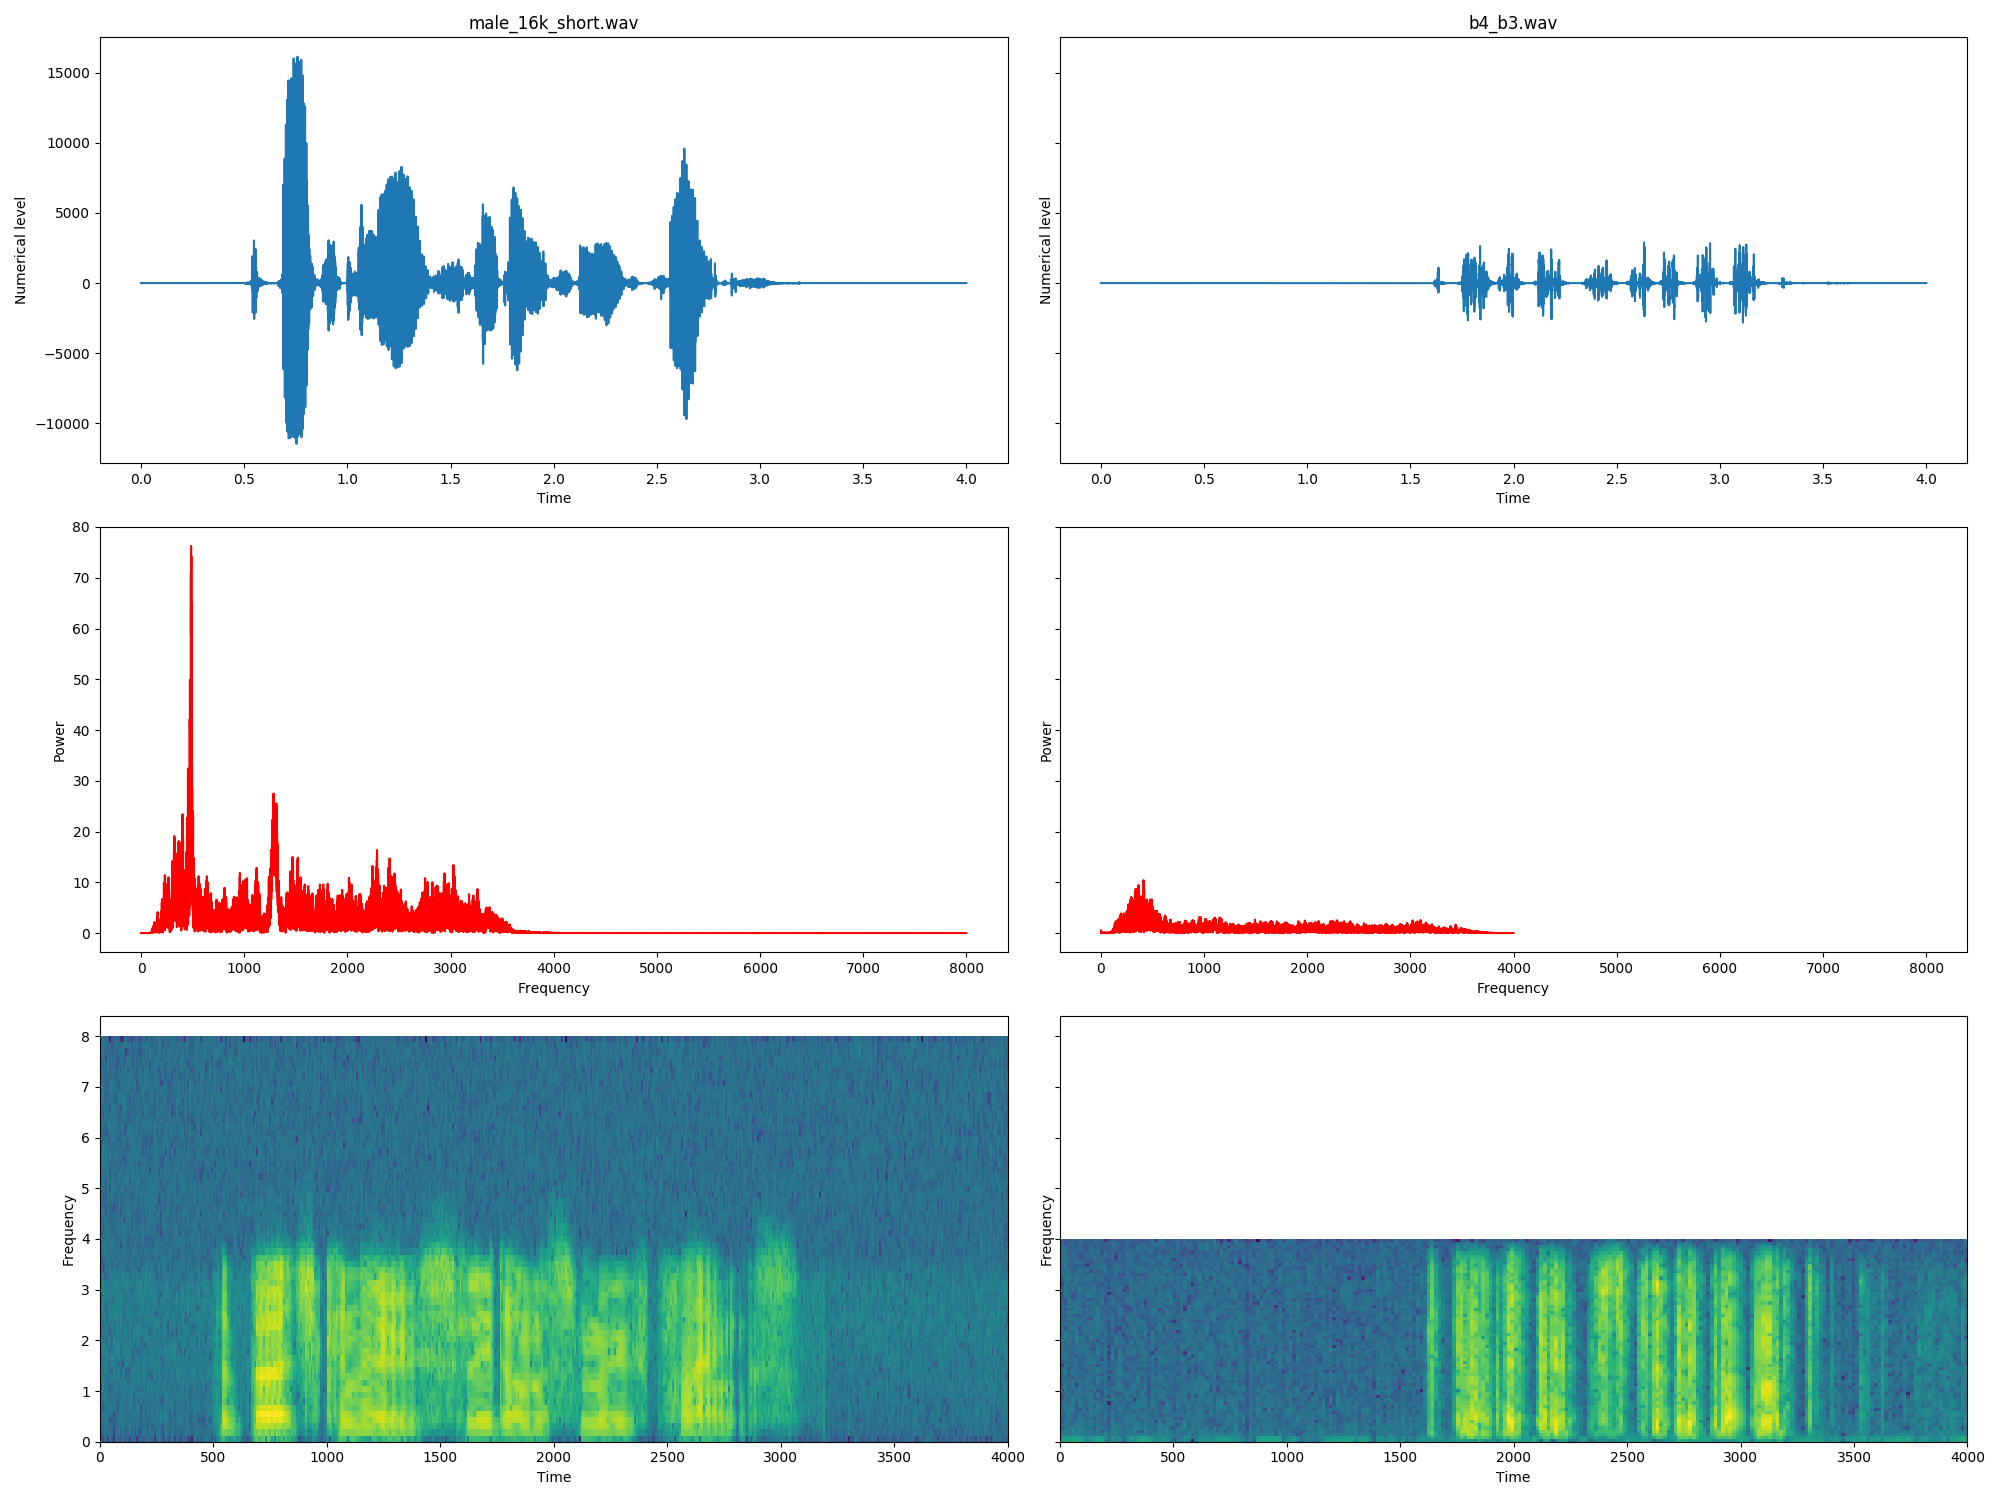 male_16k_short.wav
b4_b3.wav
15000
10000
5000
0
−5000
−10000
Numerical level
0.0 0.5 1.0 1.5 2.0 2.5 3.0 3.5 4.0
Time
Numerical level
0.0 0.5 1.0 1.5 2.0 2.5 3.0 3.5 4.0
Time
80
70
60
50
40
30
20
10
0
Power
0 1000 2000 3000 4000 5000 6000 7000 8000
Frequency
Power
0 1000 2000 3000 4000 5000 6000 7000 8000
Frequency
8
7
6
5
4
3
2
1
0
Frequency
0 500 1000 1500 2000 2500 3000 3500 4000
Time
Frequency
0 500 1000 1500 2000 2500 3000 3500 4000
Time